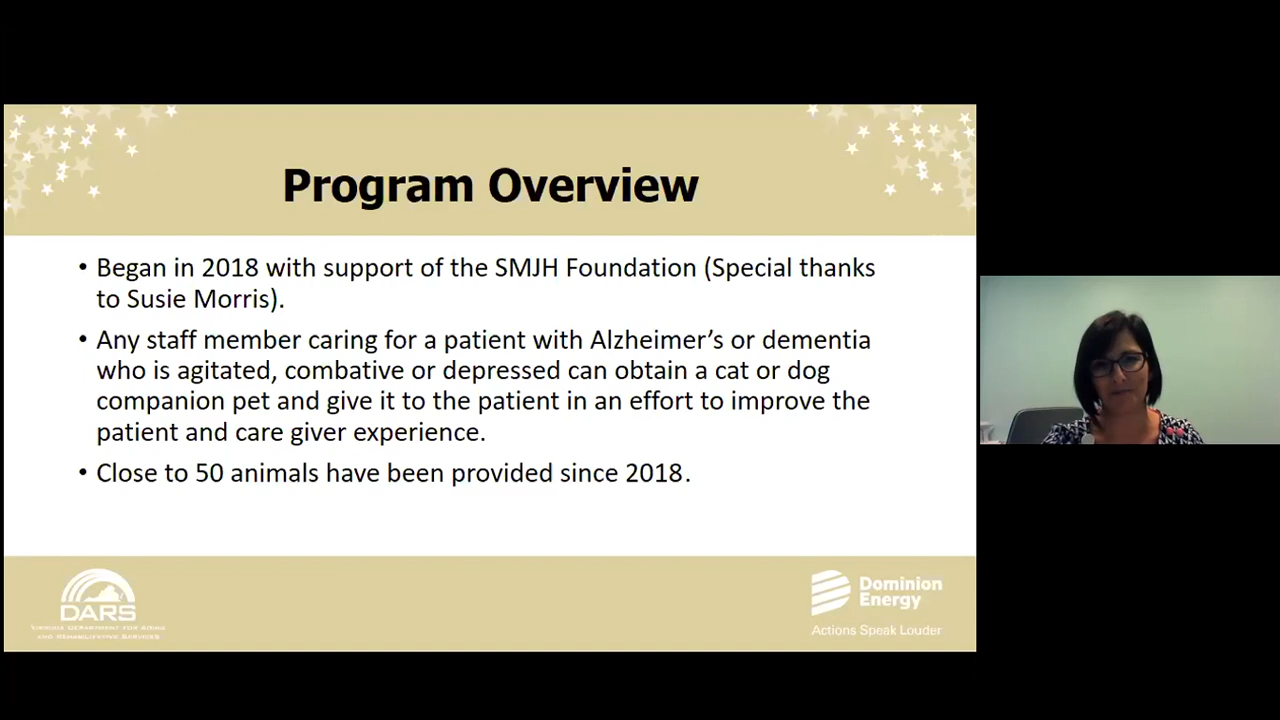 Program Overview
• Began in 2018 with support of the SMJH Foundation (Special thanks
to Susie Morris).
• Any staff member caring for a patient with Alzheimer’s or dementia
who is agitated, combative or depressed can obtain a cat or dog
companion pet and give it to the patient in an effort to improve the
patient and care giver experience.
• Close to 50 animals have been provided since 2018.
DARS
Virginia Department for Aging
and Rehabilitative Services
Dominion
Energy
Actions Speak Louder